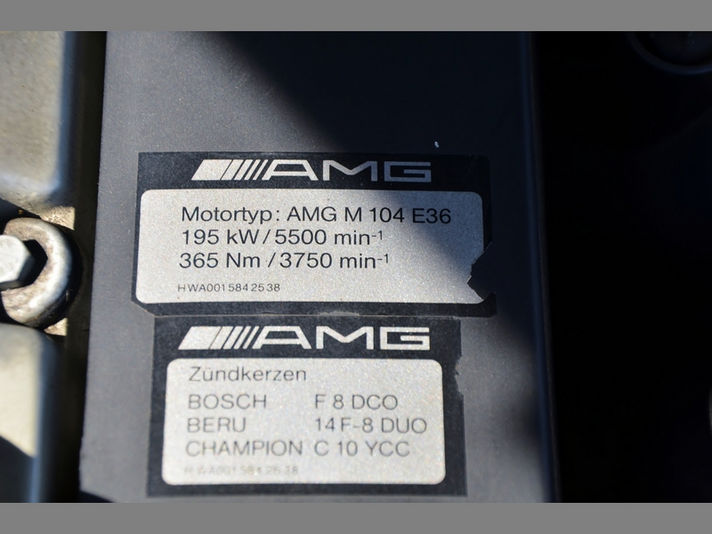 AMG
Motortyp: AMG M 104 E36
195 kW/5500 min⁻¹
365 Nm/3750 min⁻¹
HWA0015842538
AMG
Zündkerzen
BOSCH F 8 DCO
BERU 14 F-8 DUO
CHAMPION C 10 YCC
HWA0015842638